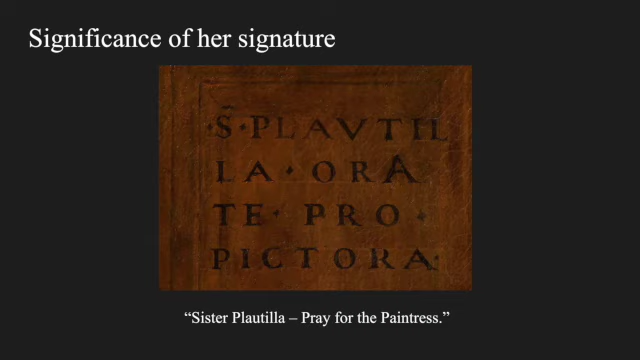 Significance of her signature
·S̃·PLAVTIL
LA·ORA
TE·PRO·
PICTORA·
“Sister Plautilla – Pray for the Paintress.”